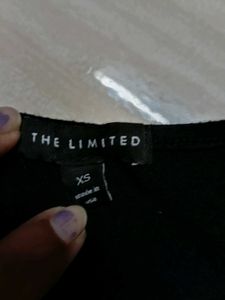 THE LIMITED
XS